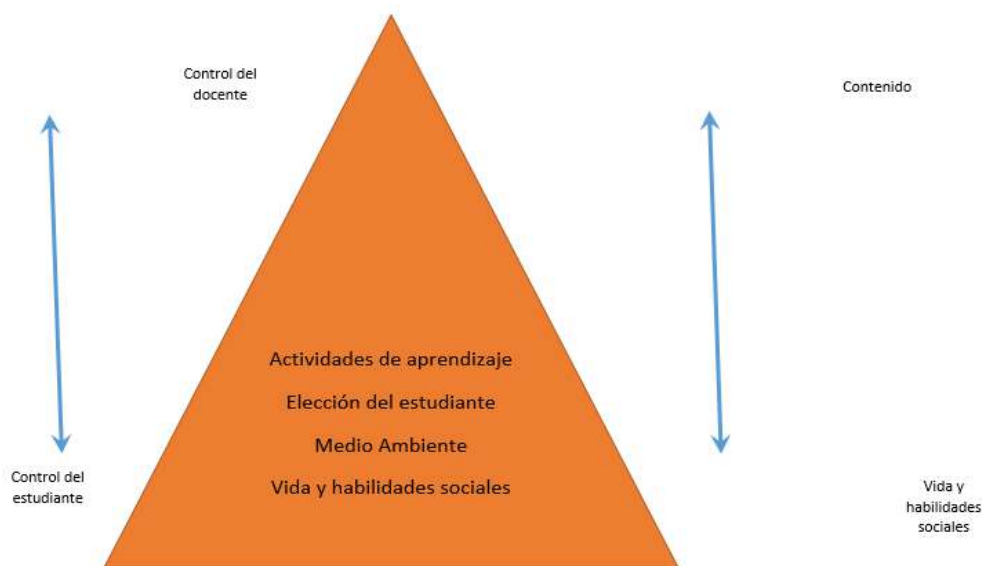 Control del
docente
Contenido
Actividades de aprendizaje
Elección del estudiante
Medio Ambiente
Vida y habilidades sociales
Control del
estudiante
Vida y
habilidades
sociales